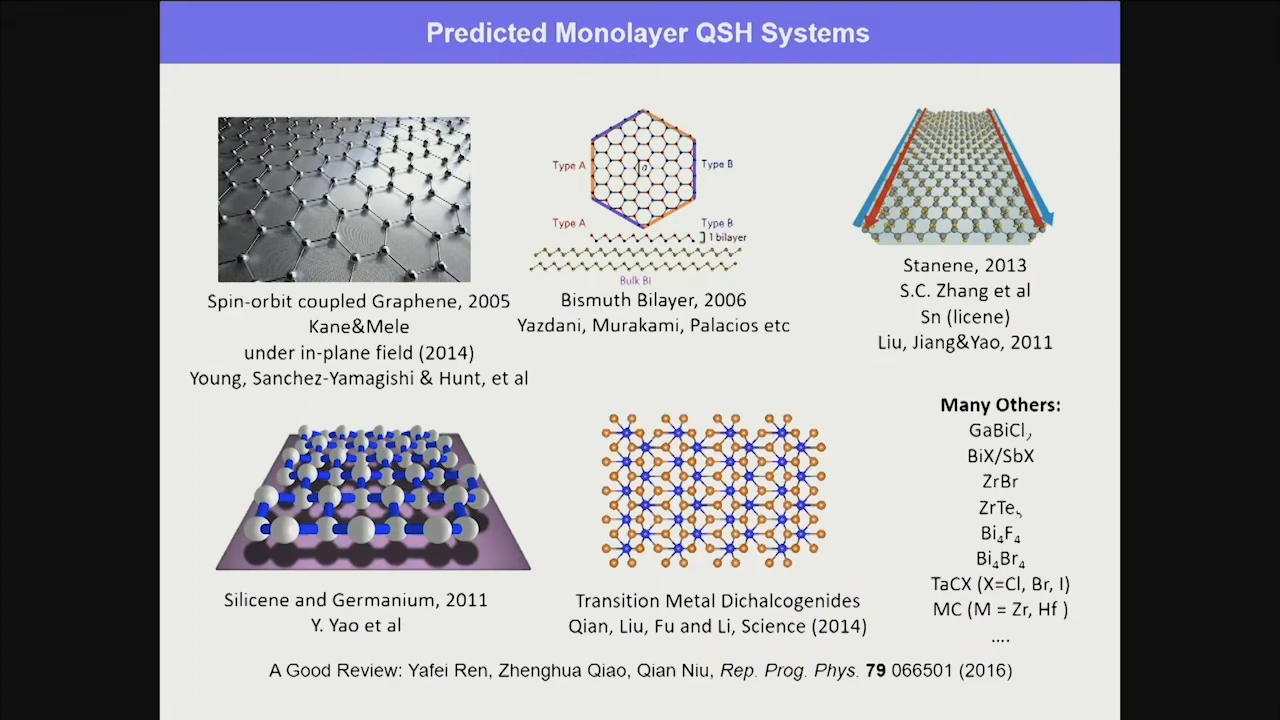 Predicted Monolayer QSH Systems
Type A
Type B
a
Type A
Type B
1 bilayer
Bulk Bi
Spin-orbit coupled Graphene, 2005
Kane&Mele
under in-plane field (2014)
Young, Sanchez-Yamagishi & Hunt, et al
Bismuth Bilayer, 2006
Yazdani, Murakami, Palacios etc
Stanene, 2013
S.C. Zhang et al
Sn (licene)
Liu, Jiang&Yao, 2011
Silicene and Germanium, 2011
Y. Yao et al
Transition Metal Dichalcogenides
Qian, Liu, Fu and Li, Science (2014)
Many Others:
GaBiCl₂
BiX/SbX
ZrBr
ZrTe₅
Bi₄F₄
Bi₄Br₄
TaCX (X=Cl, Br, I)
MC (M = Zr, Hf )
....
A Good Review: Yafei Ren, Zhenghua Qiao, Qian Niu, Rep. Prog. Phys. 79 066501 (2016)